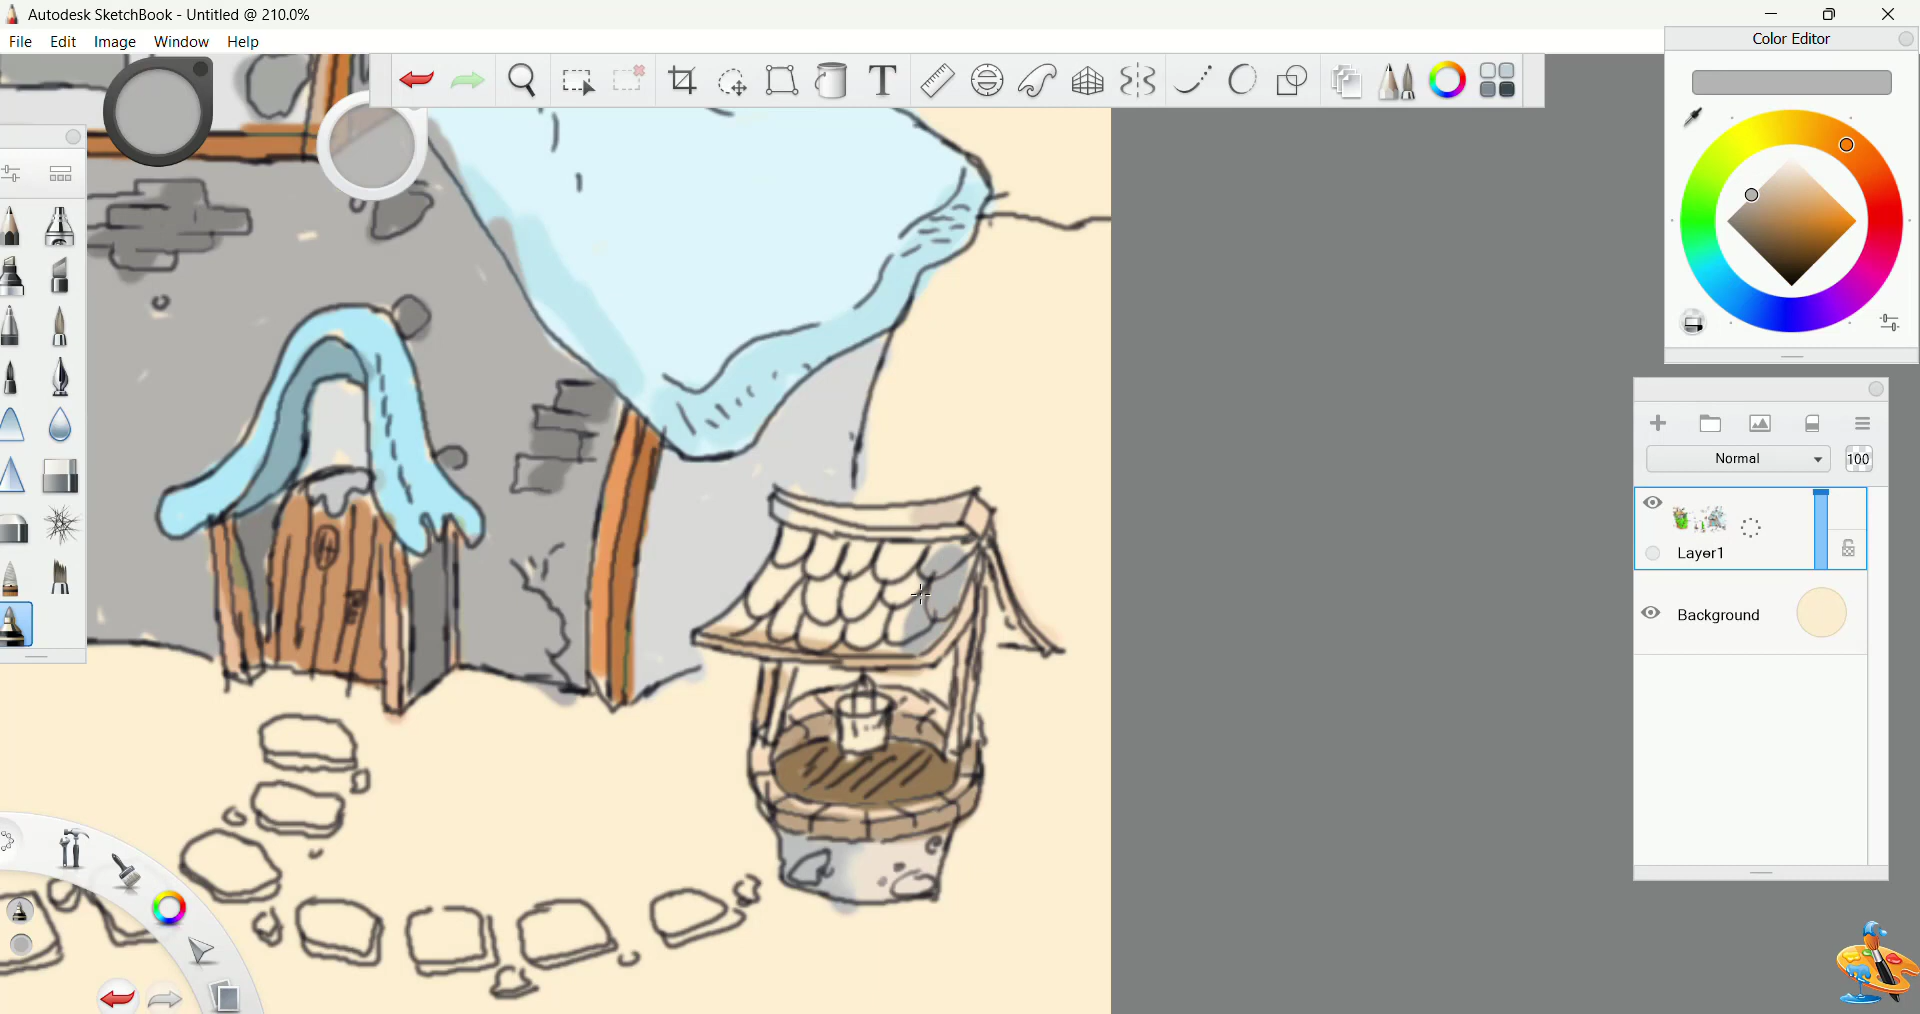 Autodesk SketchBook - Untitled @ 210.0%
File Edit Image Window Help
Color Editor
Normal
100
Layer1
Background